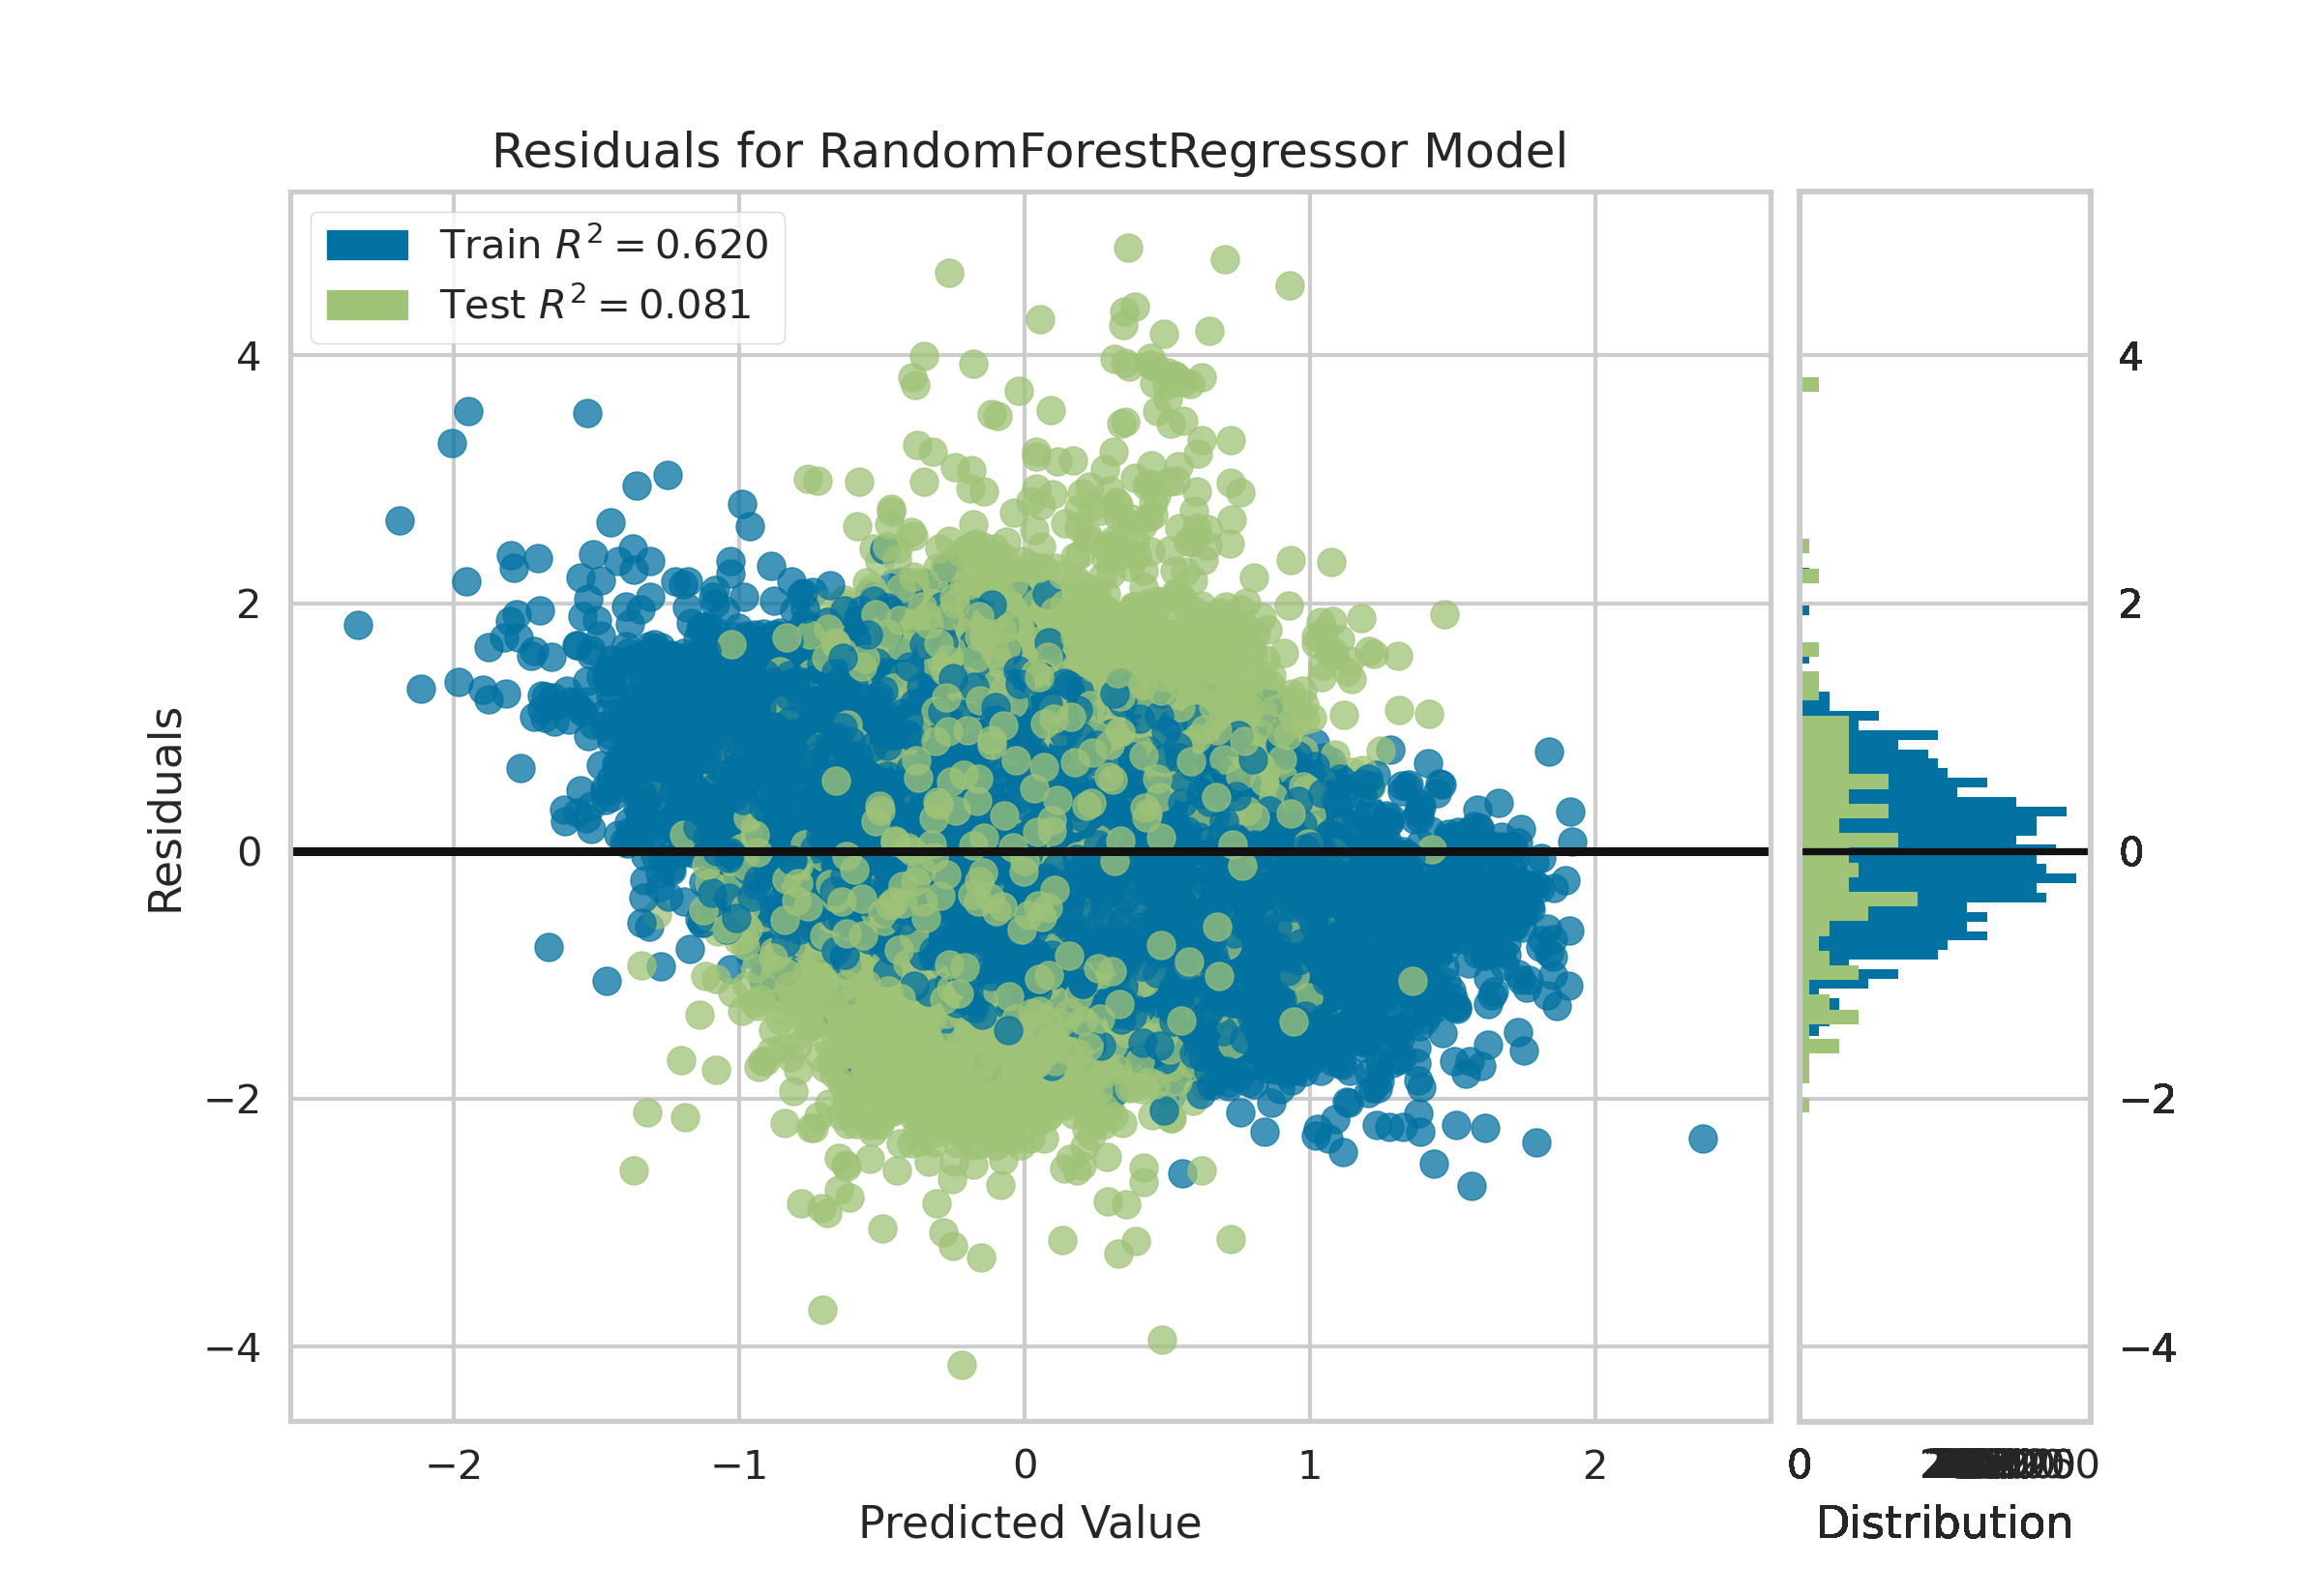 Residuals for RandomForestRegressor Model
Train R² = 0.620
Test R² = 0.081
Residuals
4
2
0
−2
−4
4
2
0
−2
−4
−2
−1
0
1
2
0
Predicted Value
Distribution